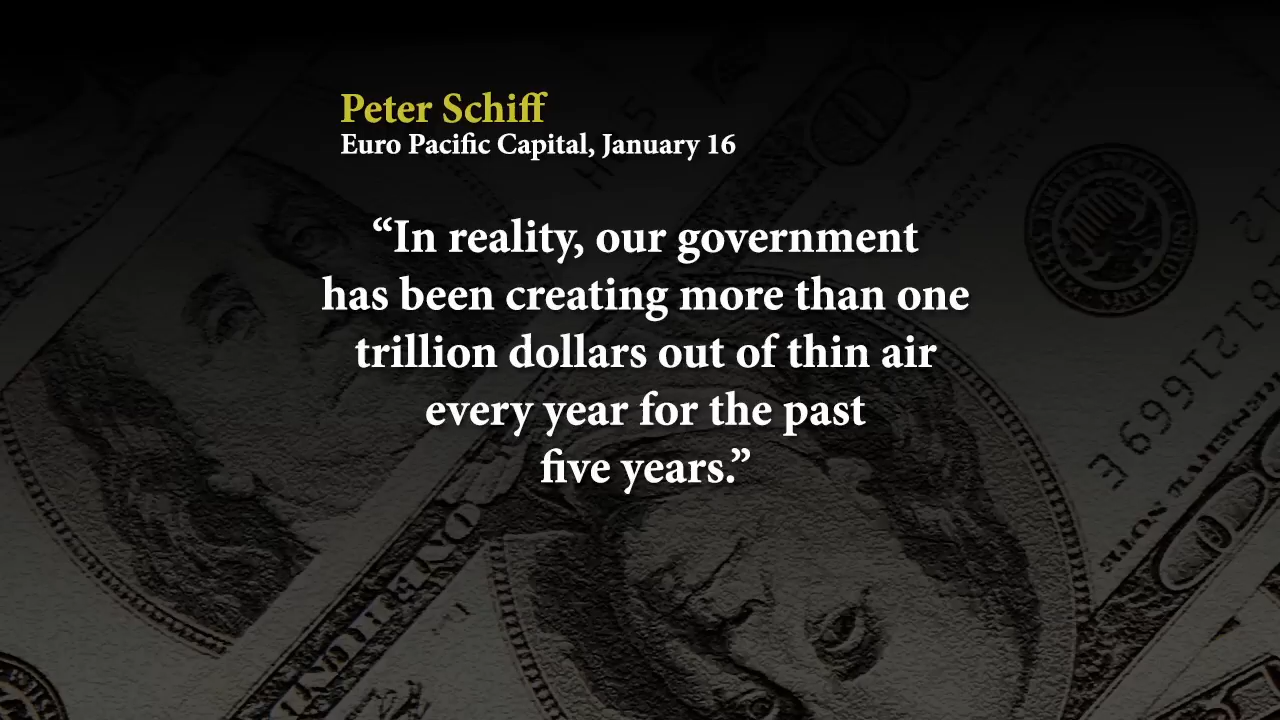 Peter Schiff
Euro Pacific Capital, January 16
“In reality, our government
has been creating more than one
trillion dollars out of thin air
every year for the past
five years.”